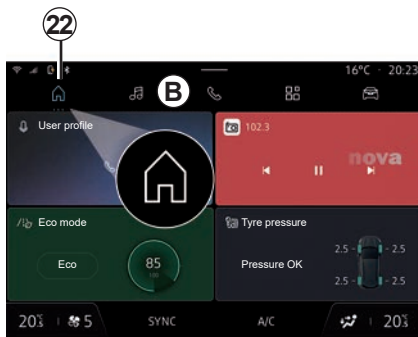 22
16°C 20:23
B
User profile
102.3
nova
Eco mode
Tyre pressure
Eco
85
100
Pressure OK
2.5 2.5
2.5 2.5
20.5 5 SYNC A/C 20.5